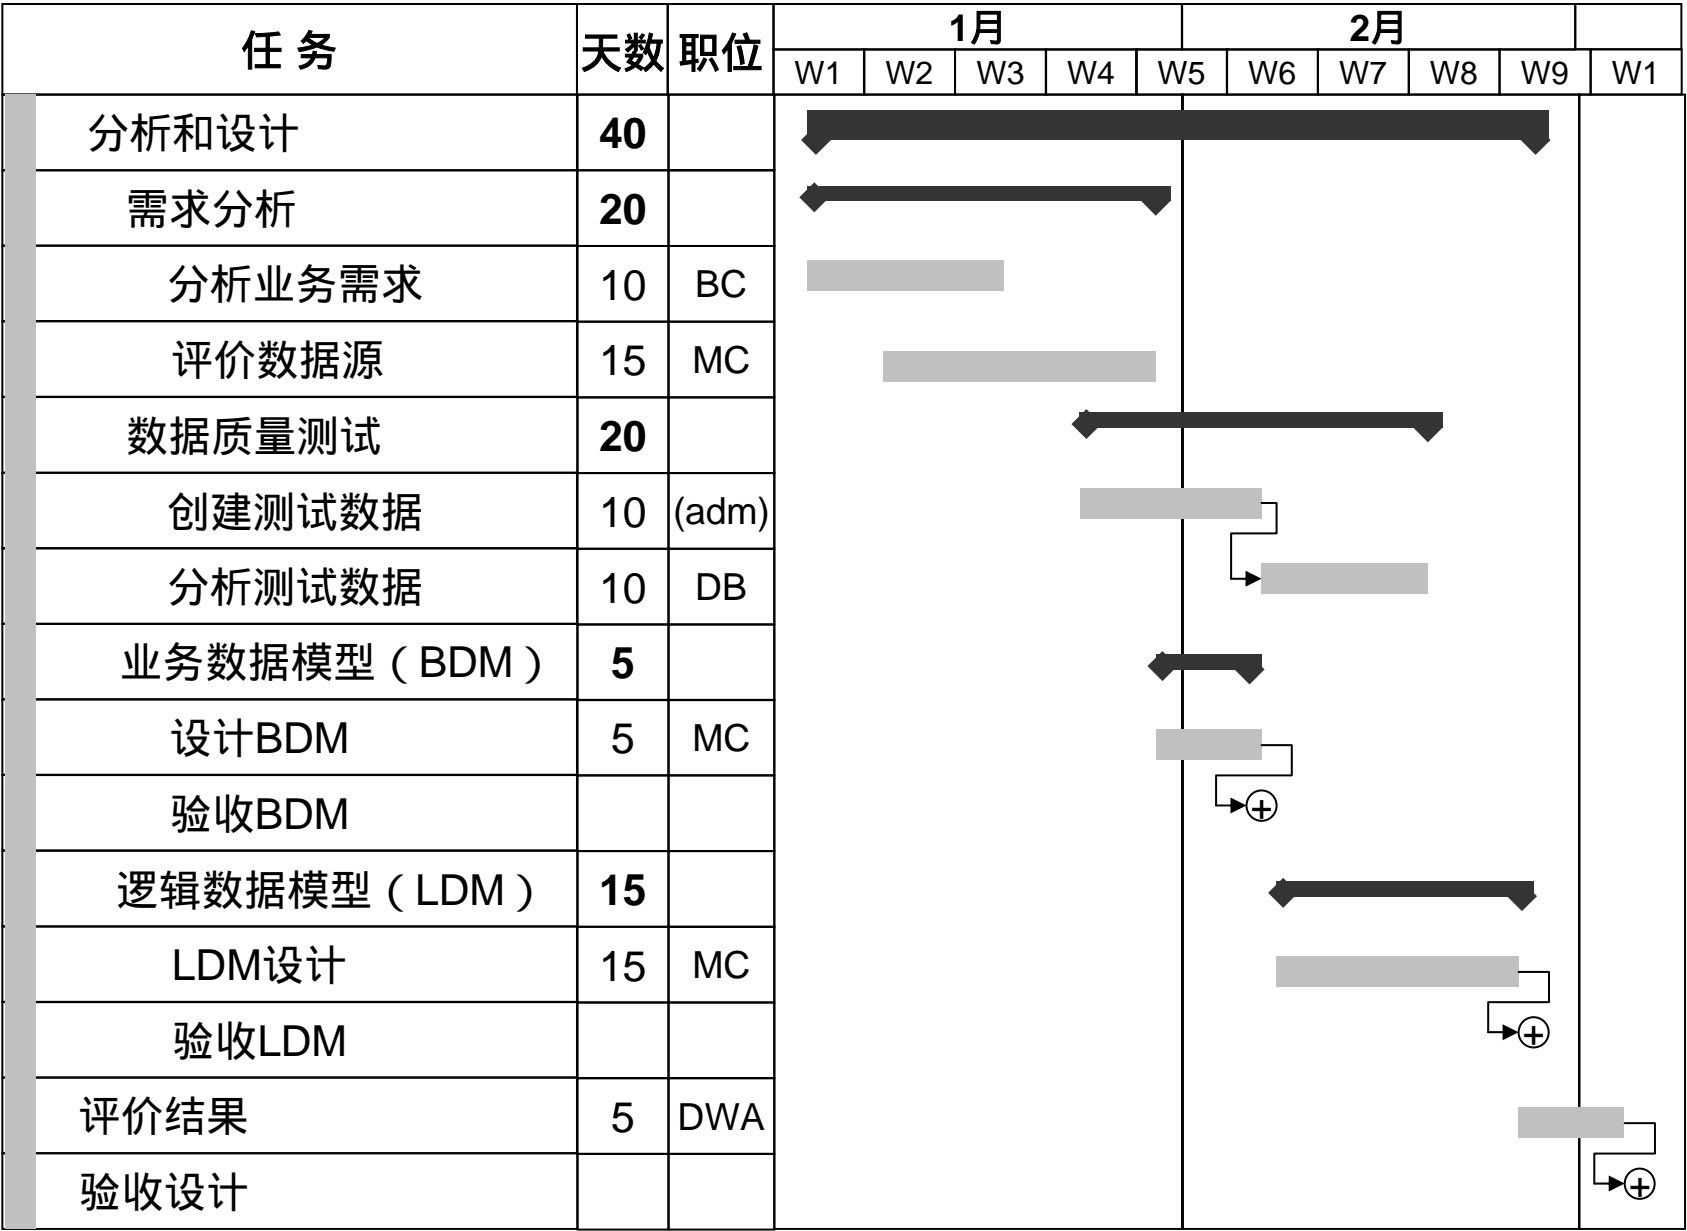 任 务 天数 职位 1月 2月
W1 W2 W3 W4 W5 W6 W7 W8 W9 W1
分析和设计 40
需求分析 20
分析业务需求 10 BC
评价数据源 15 MC
数据质量测试 20
创建测试数据 10 (adm)
分析测试数据 10 DB
业务数据模型（BDM） 5
设计BDM 5 MC
验收BDM
逻辑数据模型（LDM） 15
LDM设计 15 MC
验收LDM
评价结果 5 DWA
验收设计